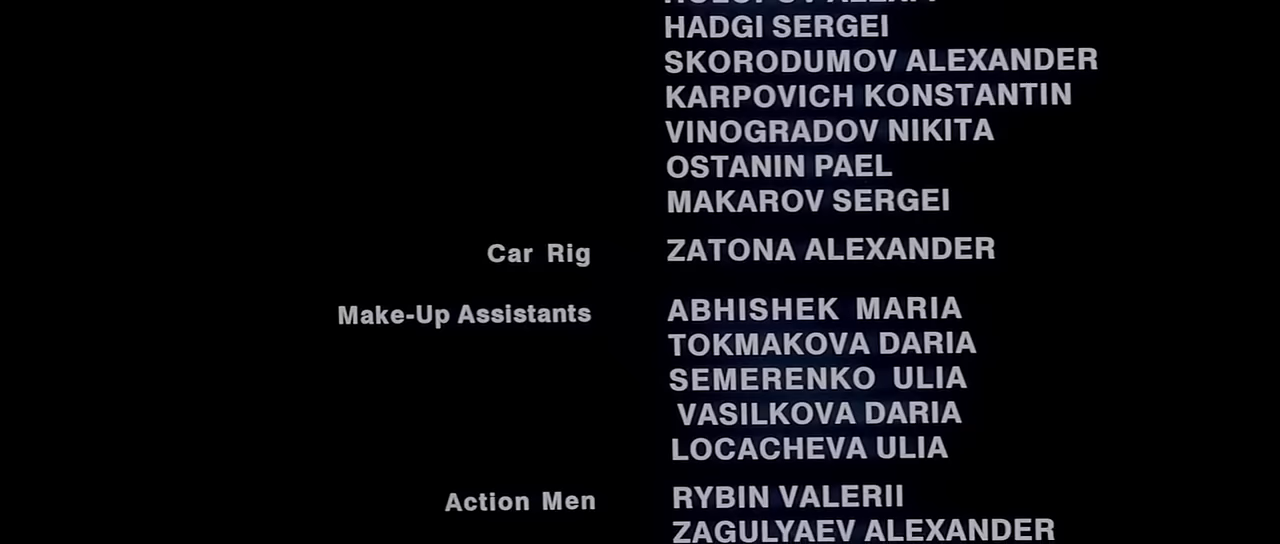 HADGI SERGEI
SKORODUMOV ALEXANDER
KARPOVICH KONSTANTIN
VINOGRADOV NIKITA
OSTANIN PAEL
MAKAROV SERGEI
Car Rig ZATONA ALEXANDER
Make-Up Assistants ABHISHEK MARIA
TOKMAKOVA DARIA
SEMERENKO ULIA
VASILKOVA DARIA
LOCACHEVA ULIA
Action Men RYBIN VALERII
ZAGULYAEV ALEXANDER